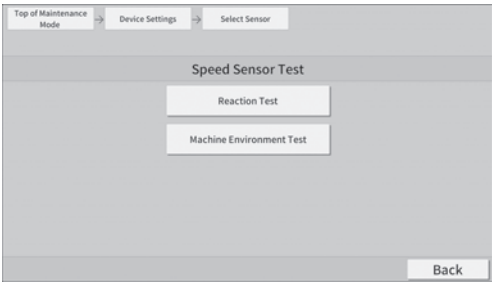 Top of Maintenance
Mode
→
Device Settings
→
Select Sensor
Speed Sensor Test
Reaction Test
Machine Environment Test
Back